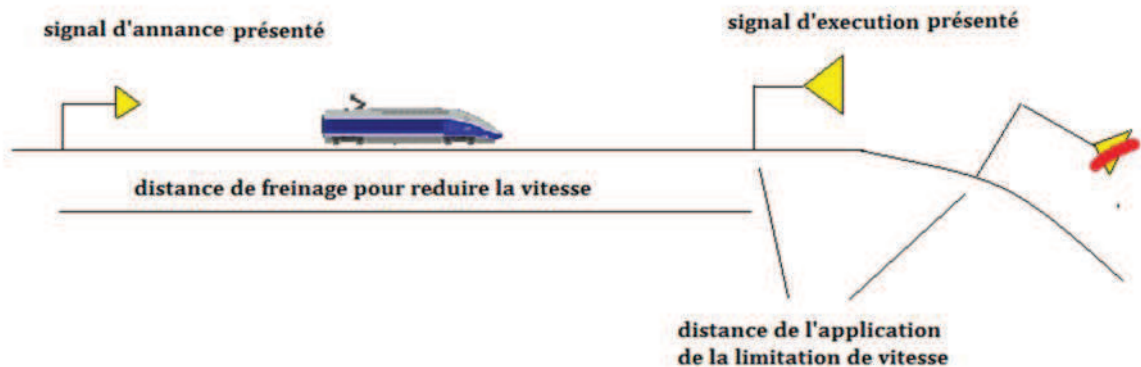 signal d'annance présenté
signal d'execution présenté
distance de freinage pour reduire la vitesse
distance de l'application
de la limitation de vitesse